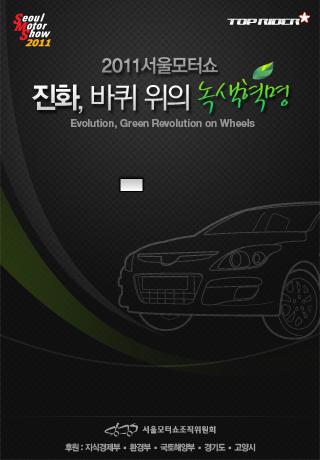 Seoul
Motor
Show
2011
TOP RIDER
2011서울모터쇼
진화, 바퀴 위의 녹색혁명
Evolution, Green Revolution on Wheels
서울모터쇼조직위원회
후원 : 지식경제부 • 환경부 • 국토해양부 • 경기도 • 고양시